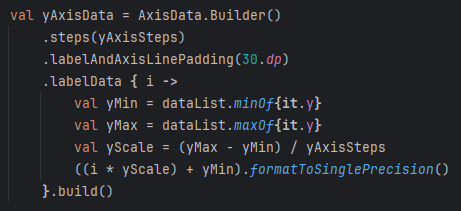 val yAxisData = AxisData.Builder()
    .steps(yAxisSteps)
    .labelAndAxisLinePadding(30.dp)
    .labelData { i ->
        val yMin = dataList.minOf{it.y}
        val yMax = dataList.maxOf{it.y}
        val yScale = (yMax - yMin) / yAxisSteps
        ((i * yScale) + yMin).formatToSinglePrecision()
    }.build()